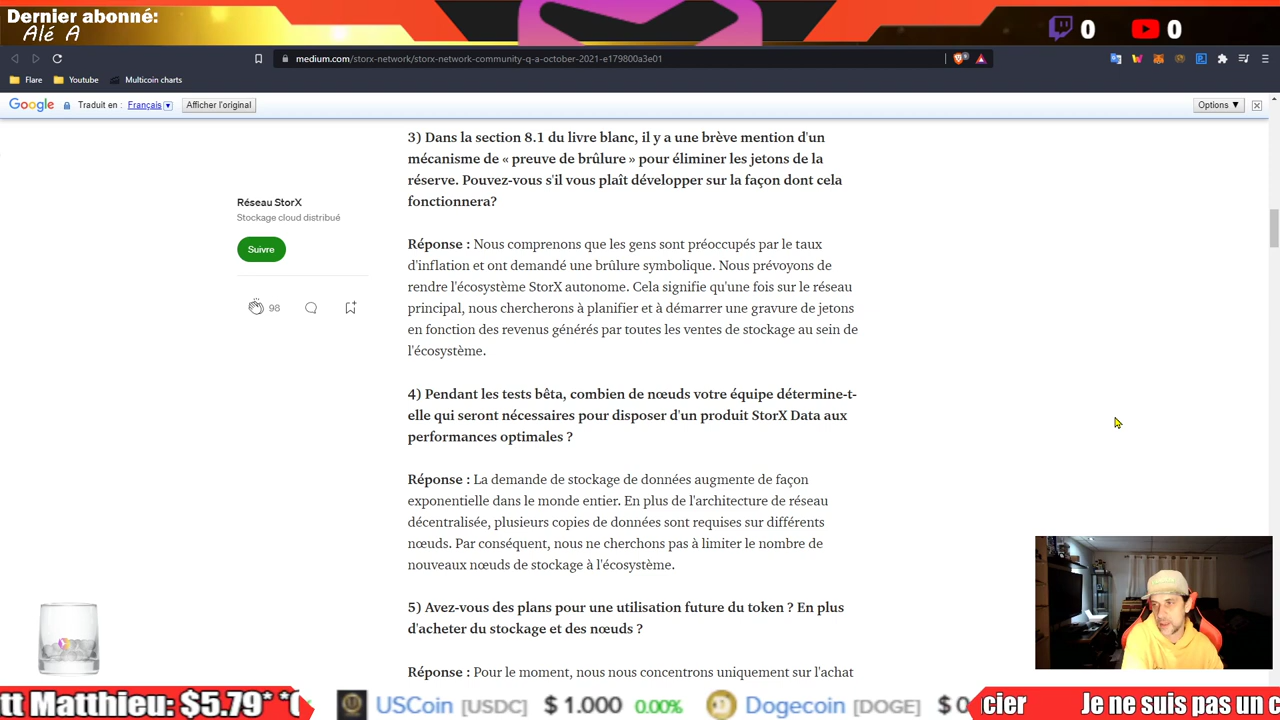 Dernier abonné:
Alé A
0
0
medium.com/storx-network/storx-network-community-q-a-october-2021-e179800a3e01
Flare
Youtube
Multicoin charts
Google
Traduit en :
Français
Afficher l'original
Options ▼
3) Dans la section 8.1 du livre blanc, il y a une brève mention d'un
mécanisme de « preuve de brûlure » pour éliminer les jetons de la
réserve. Pouvez-vous s'il vous plaît développer sur la façon dont cela
fonctionnera?
Réseau StorX
Stockage cloud distribué
Suivre
98
Réponse : Nous comprenons que les gens sont préoccupés par le taux
d'inflation et ont demandé une brûlure symbolique. Nous prévoyons de
rendre l'écosystème StorX autonome. Cela signifie qu'une fois sur le réseau
principal, nous chercherons à planifier et à démarrer une gravure de jetons
en fonction des revenus générés par toutes les ventes de stockage au sein de
l'écosystème.
4) Pendant les tests bêta, combien de nœuds votre équipe détermine-t-
elle qui seront nécessaires pour disposer d'un produit StorX Data aux
performances optimales ?
Réponse : La demande de stockage de données augmente de façon
exponentielle dans le monde entier. En plus de l'architecture de réseau
décentralisée, plusieurs copies de données sont requises sur différents
nœuds. Par conséquent, nous ne cherchons pas à limiter le nombre de
nouveaux nœuds de stockage à l'écosystème.
5) Avez-vous des plans pour une utilisation future du token ? En plus
d'acheter du stockage et des nœuds ?
Réponse : Pour le moment, nous nous concentrons uniquement sur l'achat
tt Matthieu: $5.79* *(
USCoin [USDC] $ 1.000 0.00%
Dogecoin [DOGE] $ 0
cier
Je ne suis pas un c